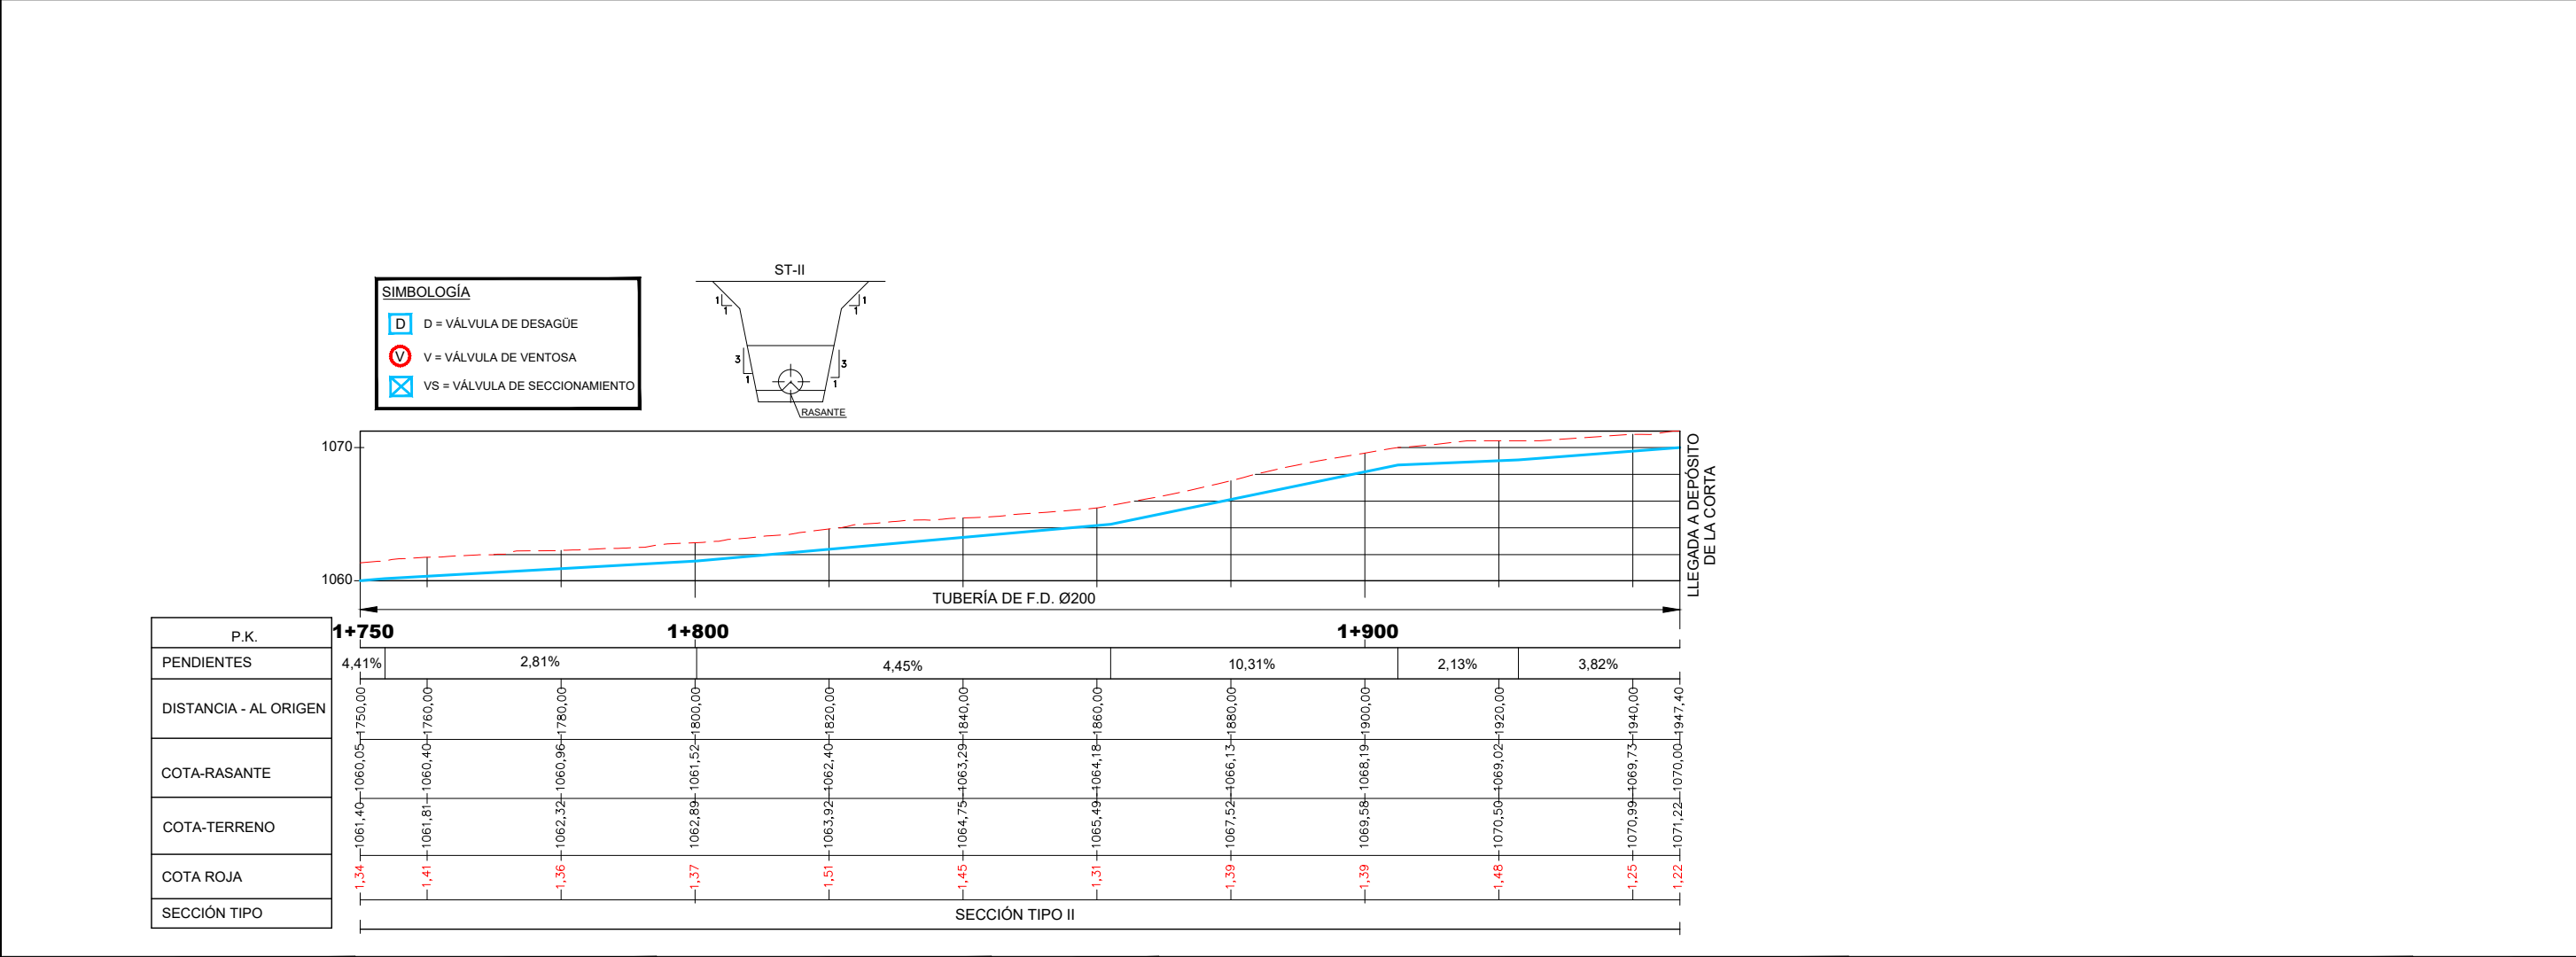 ST-II
1
1
1
1
3
1
3
1
RASANTE
SIMBOLOGÍA
D D = VÁLVULA DE DESAGÜE
V V = VÁLVULA DE VENTOSA
VS = VÁLVULA DE SECCIONAMIENTO
1070
1060
LLEGADA A DEPÓSITO
DE LA CORTA
TUBERÍA DE F.D. Ø200
P.K. 1+750 1+800 1+900
PENDIENTES 4,41% 2,81% 4,45% 10,31% 2,13% 3,82%
DISTANCIA - AL ORIGEN 1750,00 1760,00 1780,00 1800,00 1820,00 1840,00 1860,00 1880,00 1900,00 1920,00 1940,00 1947,40
COTA-RASANTE 1060,05 1060,40 1060,96 1061,52 1062,40 1063,29 1064,18 1066,13 1068,19 1069,02 1069,73 1070,00
COTA-TERRENO 1061,40 1061,81 1062,32 1062,89 1063,92 1064,75 1065,49 1067,52 1069,58 1070,50 1070,99 1071,22
COTA ROJA 1,34 1,41 1,36 1,37 1,51 1,45 1,31 1,39 1,39 1,48 1,25 1,22
SECCIÓN TIPO SECCIÓN TIPO II